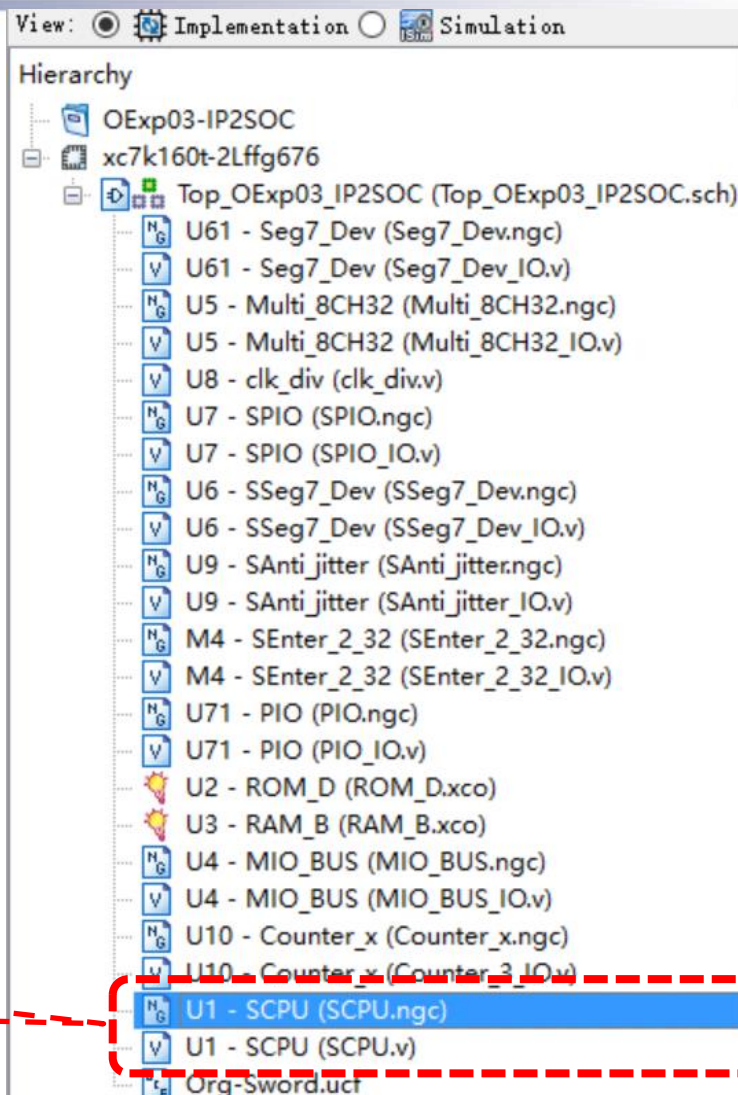 View: Implementation Simulation
Hierarchy
OExp03-IP2SOC
xc7k160t-2Lffg676
Top_OExp03_IP2SOC (Top_OExp03_IP2SOC.sch)
U61 - Seg7_Dev (Seg7_Dev.ngc)
U61 - Seg7_Dev (Seg7_Dev_IO.v)
U5 - Multi_8CH32 (Multi_8CH32.ngc)
U5 - Multi_8CH32 (Multi_8CH32_IO.v)
U8 - clk_div (clk_div.v)
U7 - SPIO (SPIO.ngc)
U7 - SPIO (SPIO_IO.v)
U6 - SSeg7_Dev (SSeg7_Dev.ngc)
U6 - SSeg7_Dev (SSeg7_Dev_IO.v)
U9 - SAnti_jitter (SAnti_jitter.ngc)
U9 - SAnti_jitter (SAnti_jitter_IO.v)
M4 - SEnter_2_32 (SEnter_2_32.ngc)
M4 - SEnter_2_32 (SEnter_2_32_IO.v)
U71 - PIO (PIO.ngc)
U71 - PIO (PIO_IO.v)
U2 - ROM_D (ROM_D.xco)
U3 - RAM_B (RAM_B.xco)
U4 - MIO_BUS (MIO_BUS.ngc)
U4 - MIO_BUS (MIO_BUS_IO.v)
U10 - Counter_x (Counter_x.ngc)
U10 - Counter_x (Counter_3_IO.v)
U1 - SCPU (SCPU.ngc)
U1 - SCPU (SCPU.v)
Org-Sword.ucf